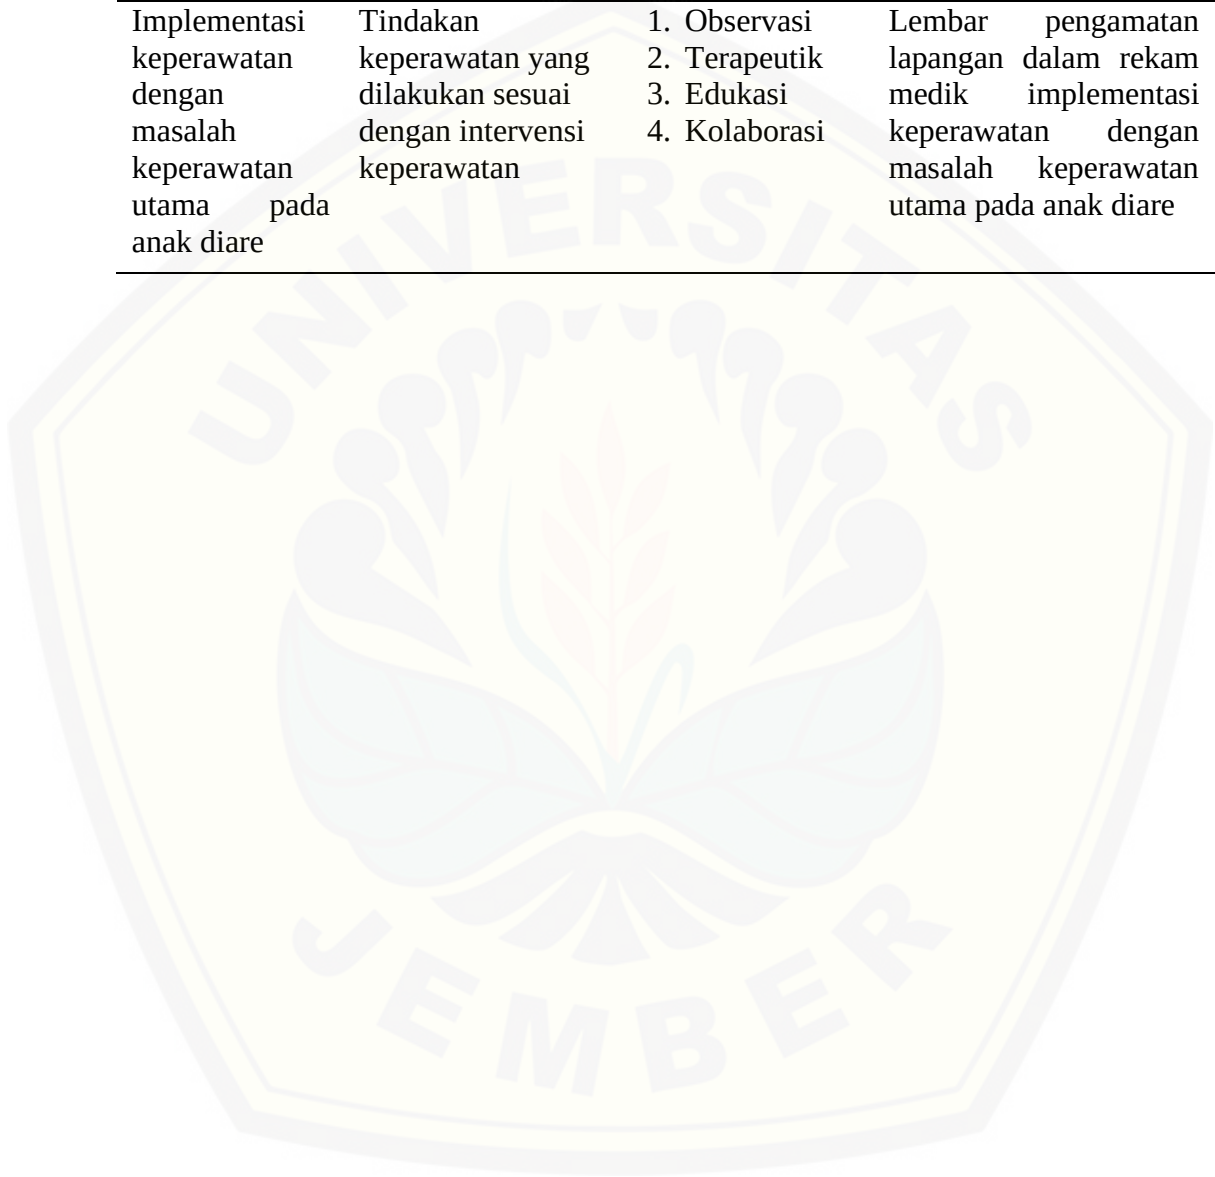 Implementasi
keperawatan
dengan
masalah
keperawatan
utama pada
anak diare
Tindakan
keperawatan yang
dilakukan sesuai
dengan intervensi
keperawatan
1. Observasi
2. Terapeutik
3. Edukasi
4. Kolaborasi
Lembar pengamatan
lapangan dalam rekam
medik implementasi
keperawatan dengan
masalah keperawatan
utama pada anak diare
UNIVERSITAS
JEMBER